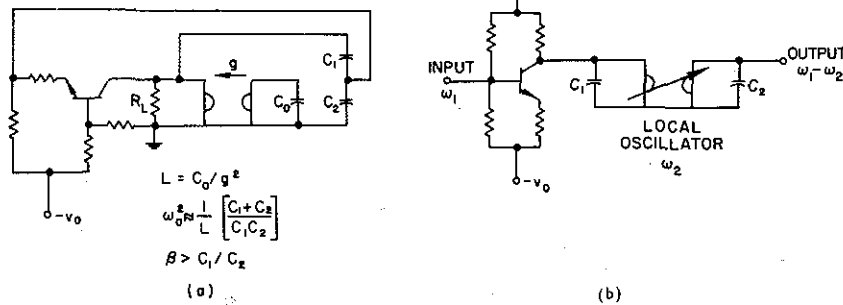 (a)
g
C₁
R_L
C₀
C₂
-v₀
L = C₀/g²
ω₀² ≈ 1/L [C₁+C₂/C₁C₂]
β > C₁/C₂
(a)
(b)
INPUT
ω₁
C₁
C₂
OUTPUT
ω₁-ω₂
LOCAL
OSCILLATOR
ω₂
-v₀
(b)